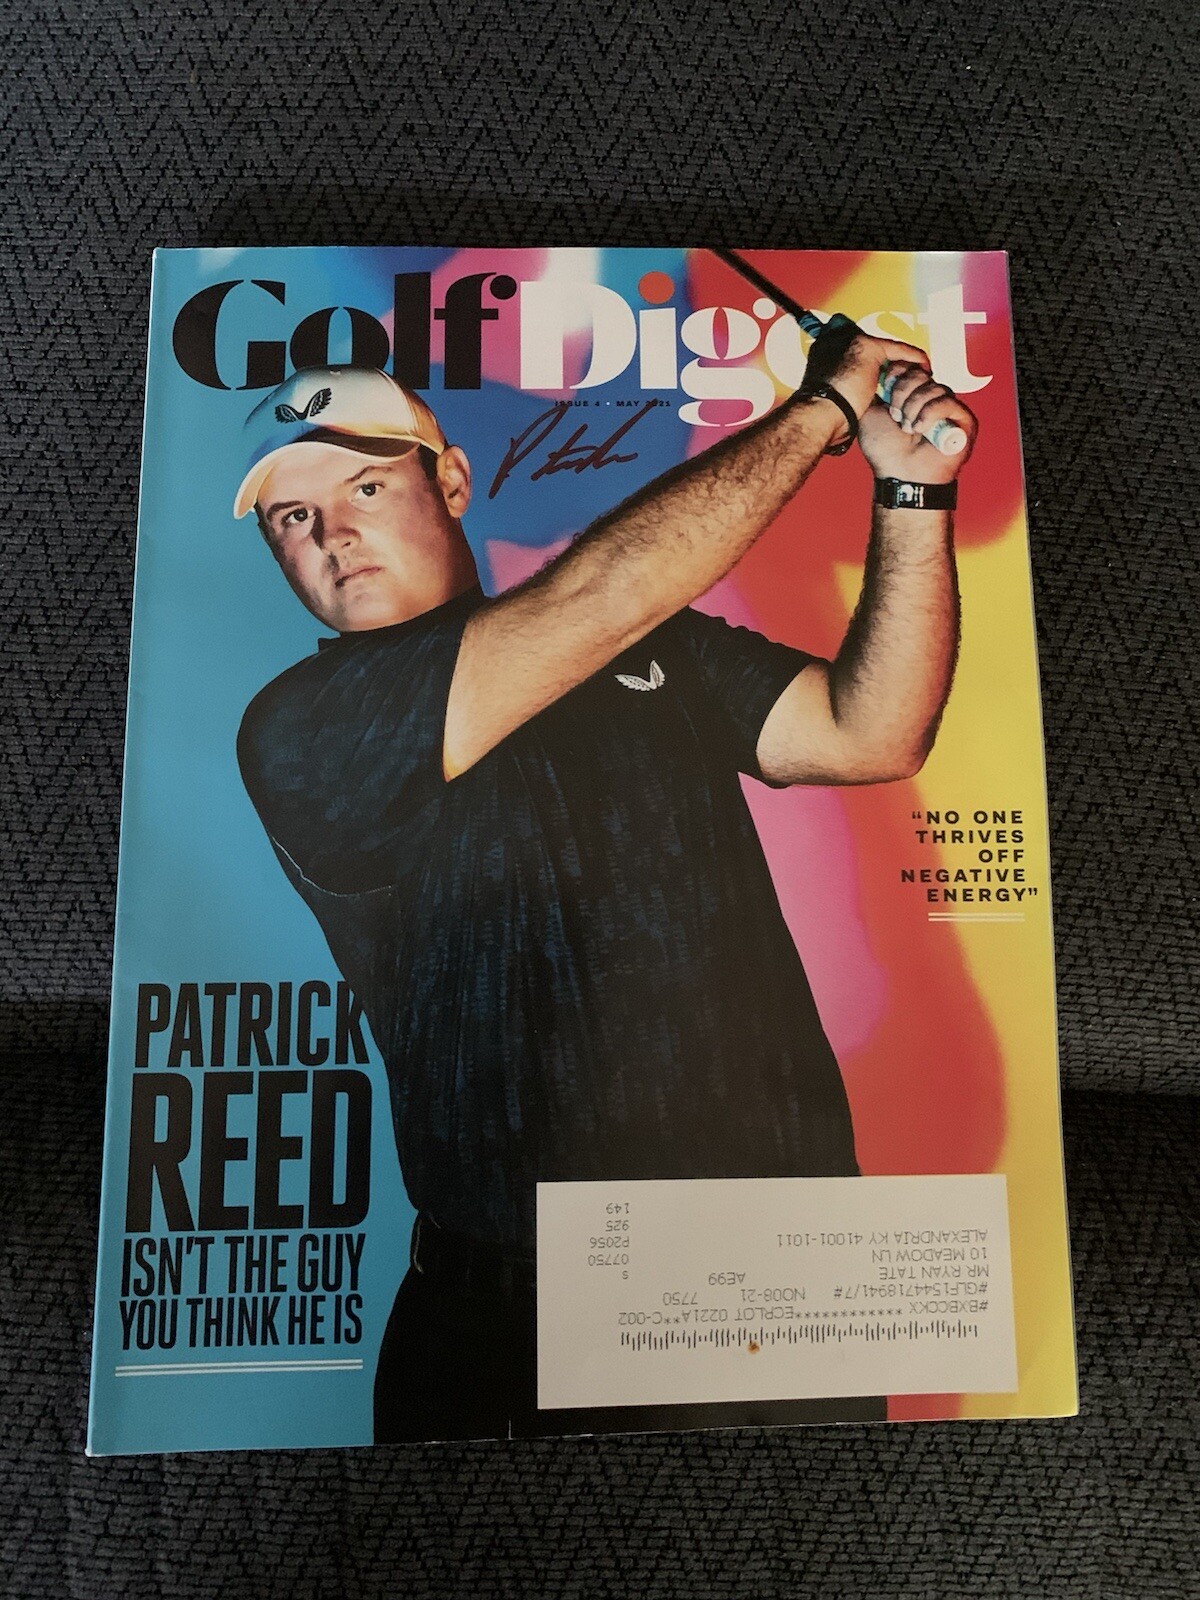 Golf Digest
ISSUE 4 • MAY 2021
"NO ONE
THRIVES
OFF
NEGATIVE
ENERGY"
PATRICK
REED
ISN'T THE GUY
YOU THINK HE IS
#BXBCCKX ************ECRLOT 0221A**C-002
#GLF1544718941/7# N008-21 7750
MR RYAN TATE AE99
10 MEADOW LN
ALEXANDRIA KY 41001-1011
S
07750
P2056
925
149